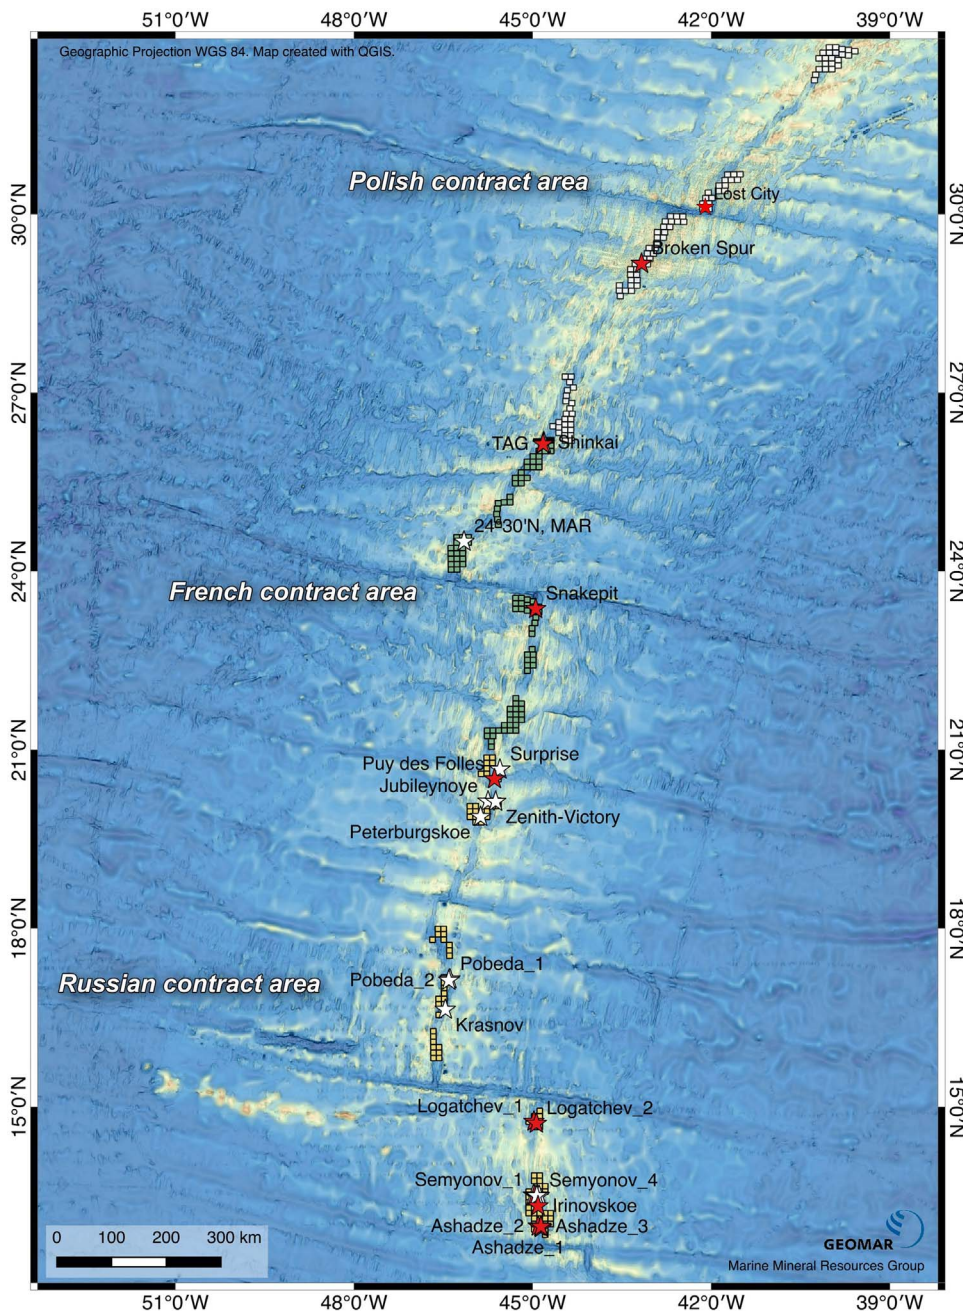 51°0'W 48°0'W 45°0'W 42°0'W 39°0'W
Geographic Projection WGS 84. Map created with QGIS.
Polish contract area
Lost City
30°0'N 30°0'N
Broken Spur
27°0'N 27°0'N
TAG Shinkai
24°30'N, MAR
24°0'N 24°0'N
French contract area
Snakepit
21°0'N 21°0'N
Surprise
Puy des Folles
Jubileynoye
Zenith-Victory
Peterburgskoe
18°0'N 18°0'N
Pobeda_1
Pobeda_2
Russian contract area
Krasnov
15°0'N 15°0'N
Logatchev_1 Logatchev_2
Semyonov_1 Semyonov_4
Irinovskoe
Ashadze_2 Ashadze_3
Ashadze_1
0 100 200 300 km
GEOMAR
Marine Mineral Resources Group
51°0'W 48°0'W 45°0'W 42°0'W 39°0'W